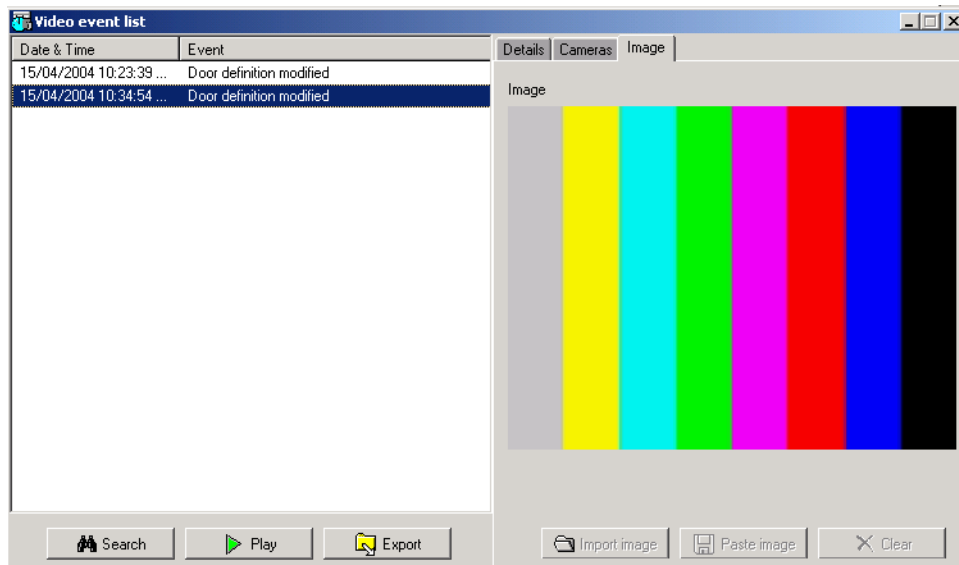 Video event list
Date & Time Event
15/04/2004 10:23:39 ... Door definition modified
15/04/2004 10:34:54 ... Door definition modified
Details Cameras Image
Image
Search Play Export
Import image Paste image Clear